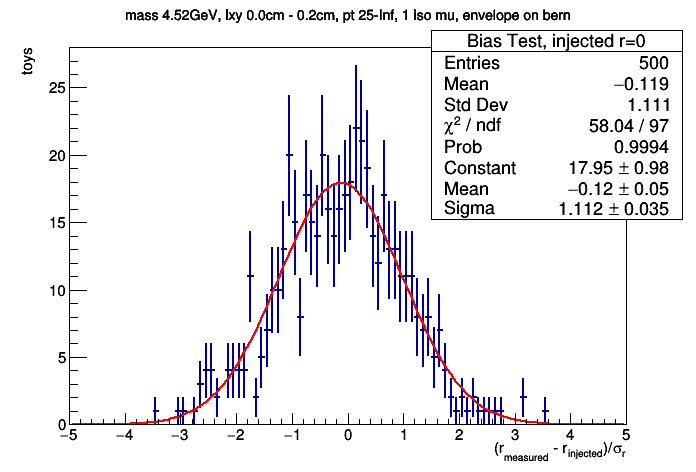 mass 4.52GeV, lxy 0.0cm - 0.2cm, pt 25-Inf, 1 Iso mu, envelope on bern
toys
Bias Test, injected r=0
Entries 500
Mean −0.119
Std Dev 1.111
χ² / ndf 58.04 / 97
Prob 0.9994
Constant 17.95 ± 0.98
Mean −0.12 ± 0.05
Sigma 1.112 ± 0.035
25
20
15
10
5
0
−5 −4 −3 −2 −1 0 1 2 3 4 5
(r_measured - r_injected)/σ_r